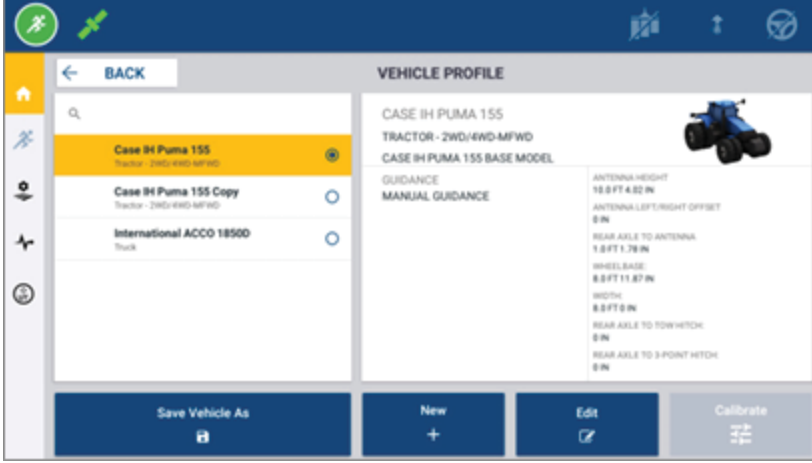 BACK
VEHICLE PROFILE
Case IH Puma 155
Tractor - 2WD/4WD-MFWD
Case IH Puma 155 Copy
Tractor - 2WD/4WD-MFWD
International ACCO 1850D
Truck
CASE IH PUMA 155
TRACTOR - 2WD/4WD-MFWD
CASE IH PUMA 155 BASE MODEL
GUIDANCE
MANUAL GUIDANCE
ANTENNA HEIGHT
10.0 FT 4.02 IN
ANTENNA LEFT/RIGHT OFFSET
0 IN
REAR AXLE TO ANTENNA
1.0 FT 1.78 IN
WHEELBASE:
8.0 FT 11.87 IN
WIDTH:
8.0 FT 0 IN
REAR AXLE TO TOW HITCH:
0 IN
REAR AXLE TO 3-POINT HITCH:
0 IN
Save Vehicle As
New
Edit
Calibrate